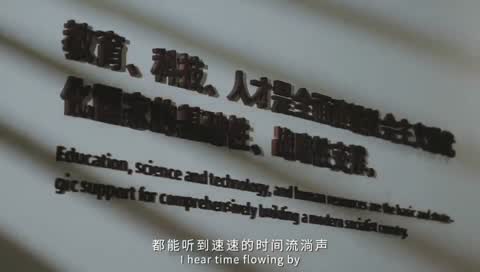 教育、科技、人才是全面建设社会主义现代
化国家的基础性、战略性支撑。
Education, science and technology, and human resources are the basic and strate-
gic support for comprehensively building a modern socialist country.
都能听到速速的时间流淌声
I hear time flowing by